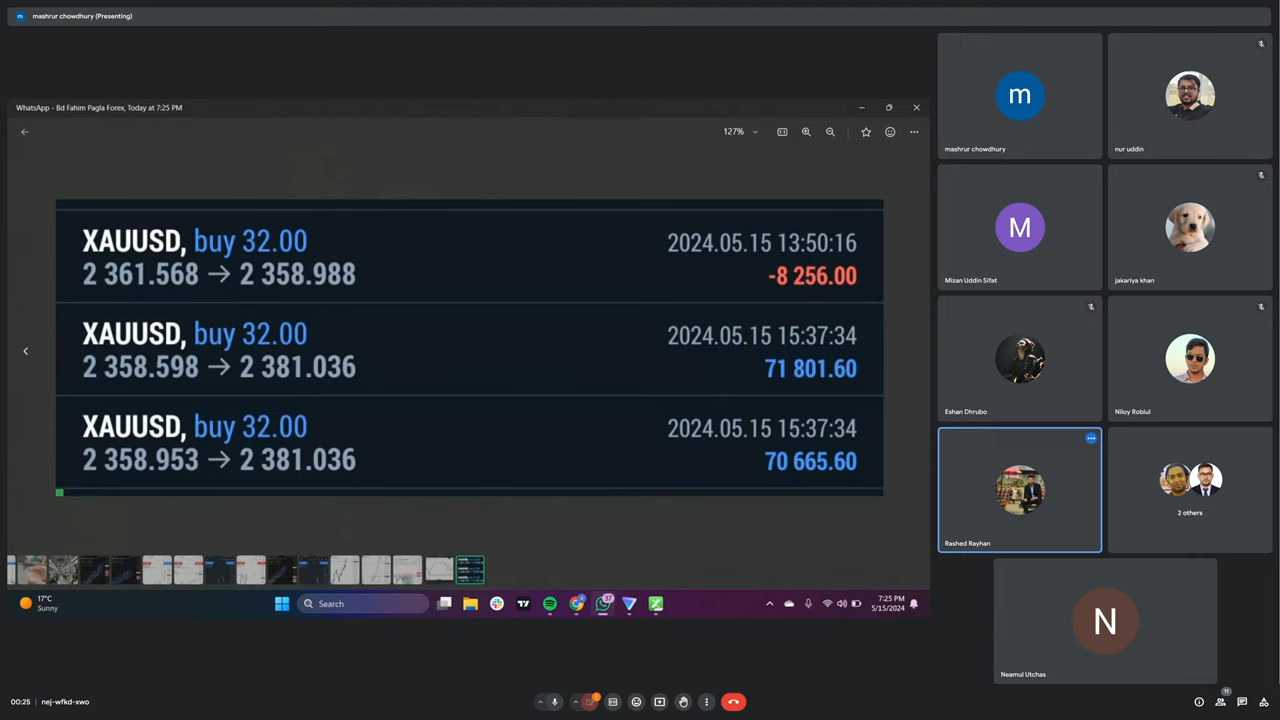 m mashrur chowdhury (Presenting)
WhatsApp - Bd Fahim Pagla Forex, Today at 7:25 PM
127%
XAUUSD, buy 32.00
2024.05.15 13:50:16
2 361.568 → 2 358.988
-8 256.00
XAUUSD, buy 32.00
2024.05.15 15:37:34
2 358.598 → 2 381.036
71 801.60
XAUUSD, buy 32.00
2024.05.15 15:37:34
2 358.953 → 2 381.036
70 665.60
17°C
Sunny
Search
37
7:25 PM
5/15/2024
m
mashrur chowdhury
nur uddin
M
Mizan Uddin Sifat
jakariya khan
Eshan Dhrubo
Niloy Robiul
Rashed Rayhan
2 others
N
Neamul Utchas
00:25
nej-wfkd-xwo
11